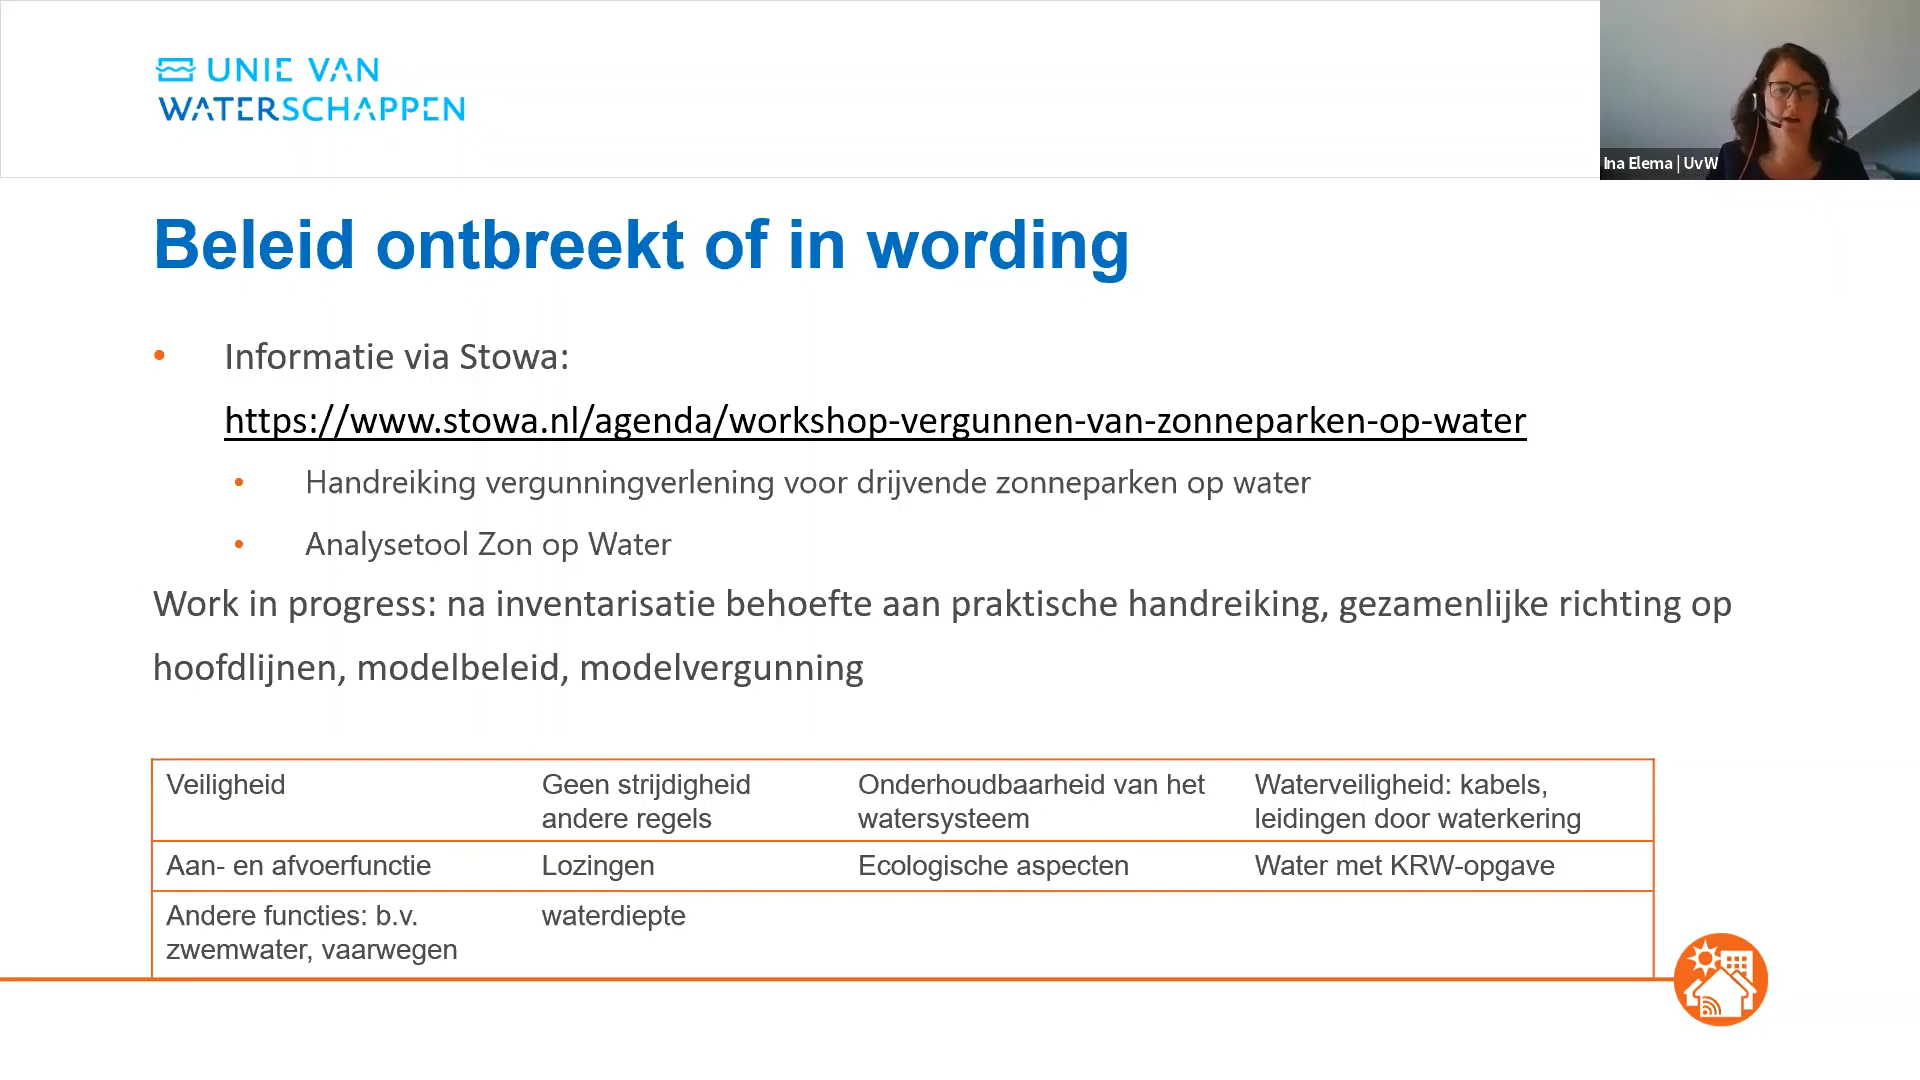 UNIE VAN
WATERSCHAPPEN
Ina Elema | UvW
Beleid ontbreekt of in wording
• Informatie via Stowa:
https://www.stowa.nl/agenda/workshop-vergunnen-van-zonneparken-op-water
• Handreiking vergunningverlening voor drijvende zonneparken op water
• Analysetool Zon op Water
Work in progress: na inventarisatie behoefte aan praktische handreiking, gezamenlijke richting op
hoofdlijnen, modelbeleid, modelvergunning
Veiligheid
Geen strijdigheid
andere regels
Onderhoudbaarheid van het
watersysteem
Waterveiligheid: kabels,
leidingen door waterkering
Aan- en afvoerfunctie
Lozingen
Ecologische aspecten
Water met KRW-opgave
Andere functies: b.v.
zwemwater, vaarwegen
waterdiepte